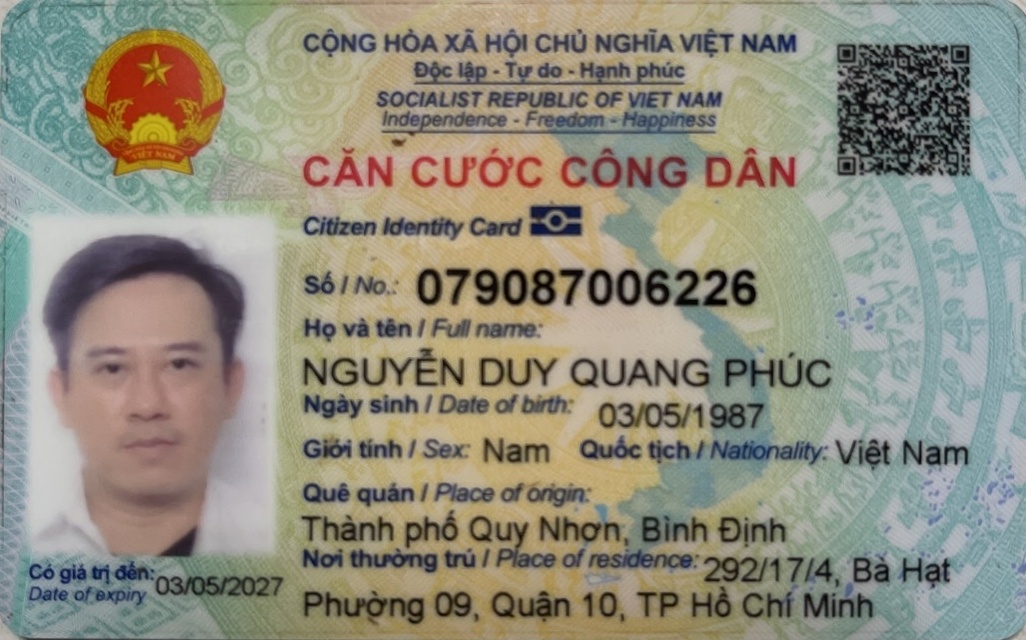 CỘNG HÒA XÃ HỘI CHỦ NGHĨA VIỆT NAM
Độc lập - Tự do - Hạnh phúc
SOCIALIST REPUBLIC OF VIET NAM
Independence - Freedom - Happiness
CĂN CƯỚC CÔNG DÂN
Citizen Identity Card
Số / No.: 079087006226
Họ và tên / Full name:
NGUYỄN DUY QUANG PHÚC
Ngày sinh / Date of birth: 03/05/1987
Giới tính / Sex: Nam Quốc tịch / Nationality: Việt Nam
Quê quán / Place of origin:
Thành phố Quy Nhơn, Bình Định
Nơi thường trú / Place of residence: 292/17/4, Bà Hạt
Phường 09, Quận 10, TP Hồ Chí Minh
Có giá trị đến: 03/05/2027
Date of expiry
VIỆT NAM